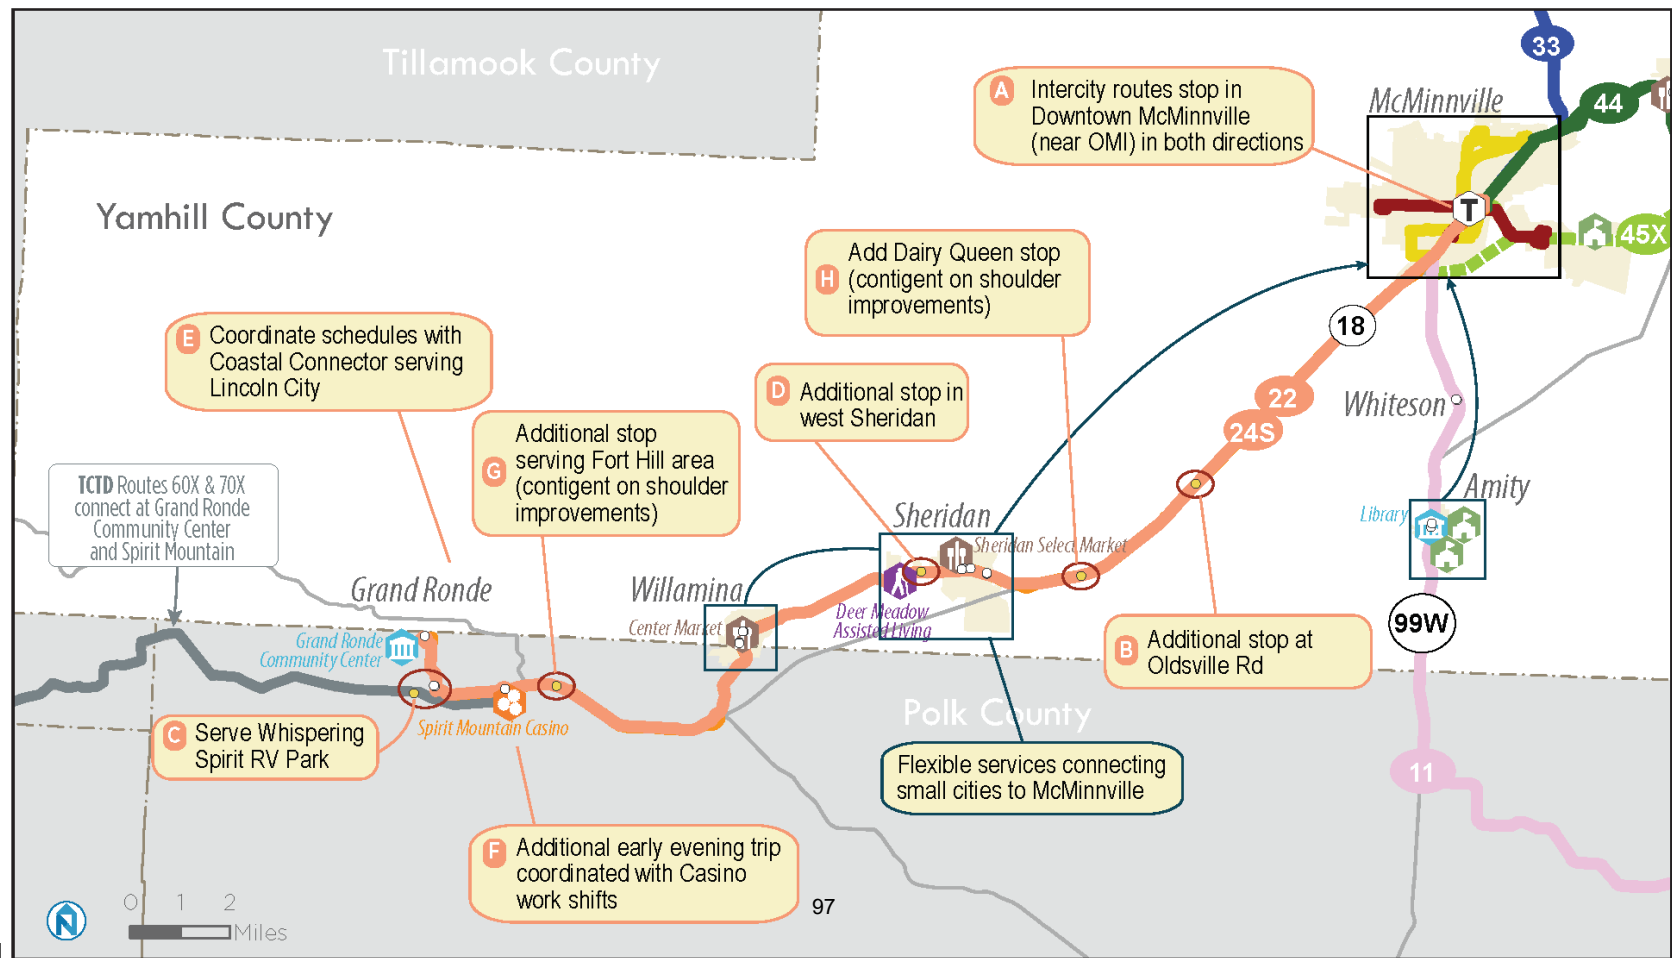 Tillamook County
33
McMinnville
44
A
Intercity routes stop in
Downtown McMinnville
(near OMI) in both directions
Yamhill County
T
45X
H
Add Dairy Queen stop
(contigent on shoulder
improvements)
E
Coordinate schedules with
Coastal Connector serving
Lincoln City
18
D
Additional stop in
west Sheridan
22
24S
Whiteson
G
Additional stop
serving Fort Hill area
(contigent on shoulder
improvements)
TCTD Routes 60X & 70X
connect at Grand Ronde
Community Center
and Spirit Mountain
Sheridan
Amity
Library
Sheridan Select Market
Grand Ronde
Willamina
Center Market
Deer Meadow
Assisted Living
99W
Grand Ronde
Community Center
B
Additional stop at
Oldsville Rd
Polk County
Spirit Mountain Casino
C
Serve Whispering
Spirit RV Park
Flexible services connecting
small cities to McMinnville
11
F
Additional early evening trip
coordinated with Casino
work shifts
97
N
0 1 2
Miles